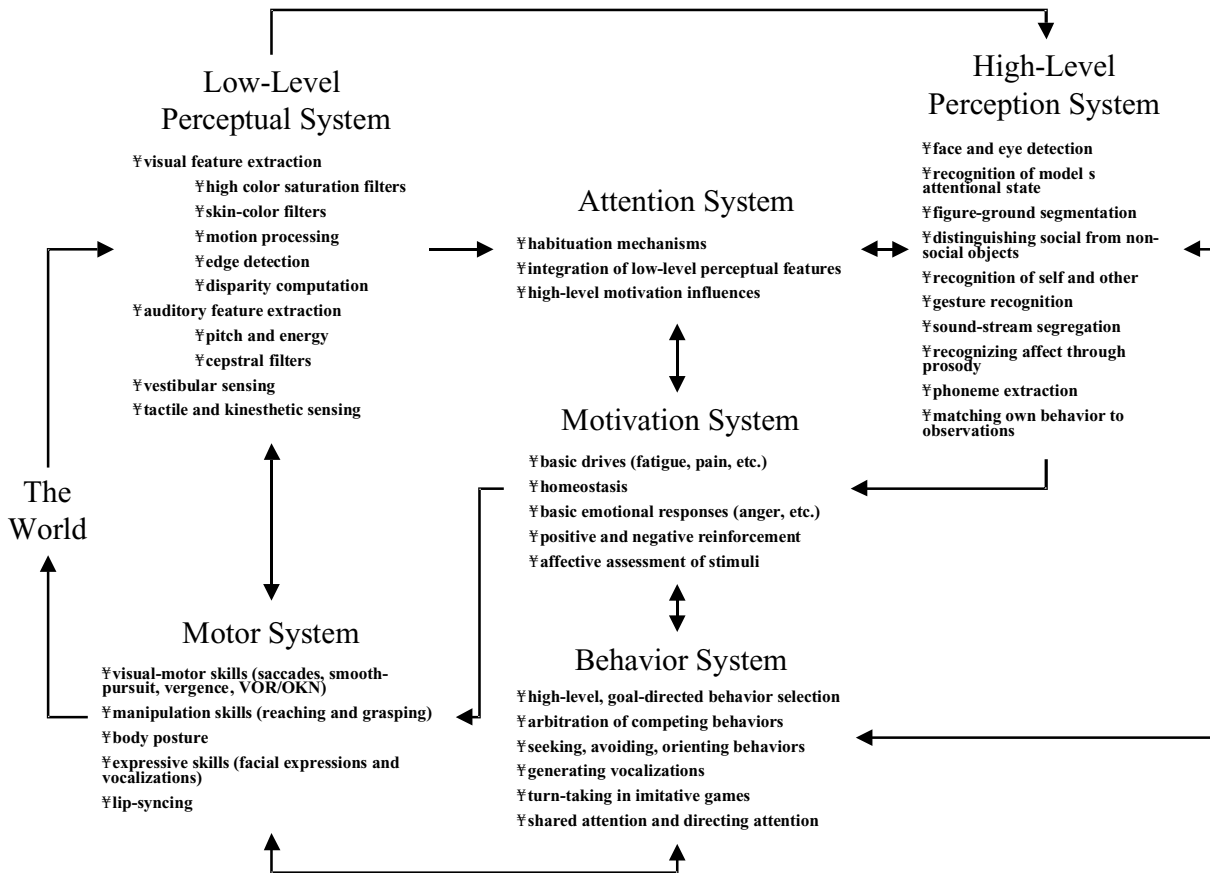 Low-Level
Perceptual System
¥visual feature extraction
¥high color saturation filters
¥skin-color filters
¥motion processing
¥edge detection
¥disparity computation
¥auditory feature extraction
¥pitch and energy
¥cepstral filters
¥vestibular sensing
¥tactile and kinesthetic sensing
Attention System
¥habituation mechanisms
¥integration of low-level perceptual features
¥high-level motivation influences
High-Level
Perception System
¥face and eye detection
¥recognition of model s
attentional state
¥figure-ground segmentation
¥distinguishing social from non-
social objects
¥recognition of self and other
¥gesture recognition
¥sound-stream segregation
¥recognizing affect through
prosody
¥phoneme extraction
¥matching own behavior to
observations
Motivation System
¥basic drives (fatigue, pain, etc.)
¥homeostasis
¥basic emotional responses (anger, etc.)
¥positive and negative reinforcement
¥affective assessment of stimuli
The
World
Motor System
¥visual-motor skills (saccades, smooth-
pursuit, vergence, VOR/OKN)
¥manipulation skills (reaching and grasping)
¥body posture
¥expressive skills (facial expressions and
vocalizations)
¥lip-syncing
Behavior System
¥high-level, goal-directed behavior selection
¥arbitration of competing behaviors
¥seeking, avoiding, orienting behaviors
¥generating vocalizations
¥turn-taking in imitative games
¥shared attention and directing attention